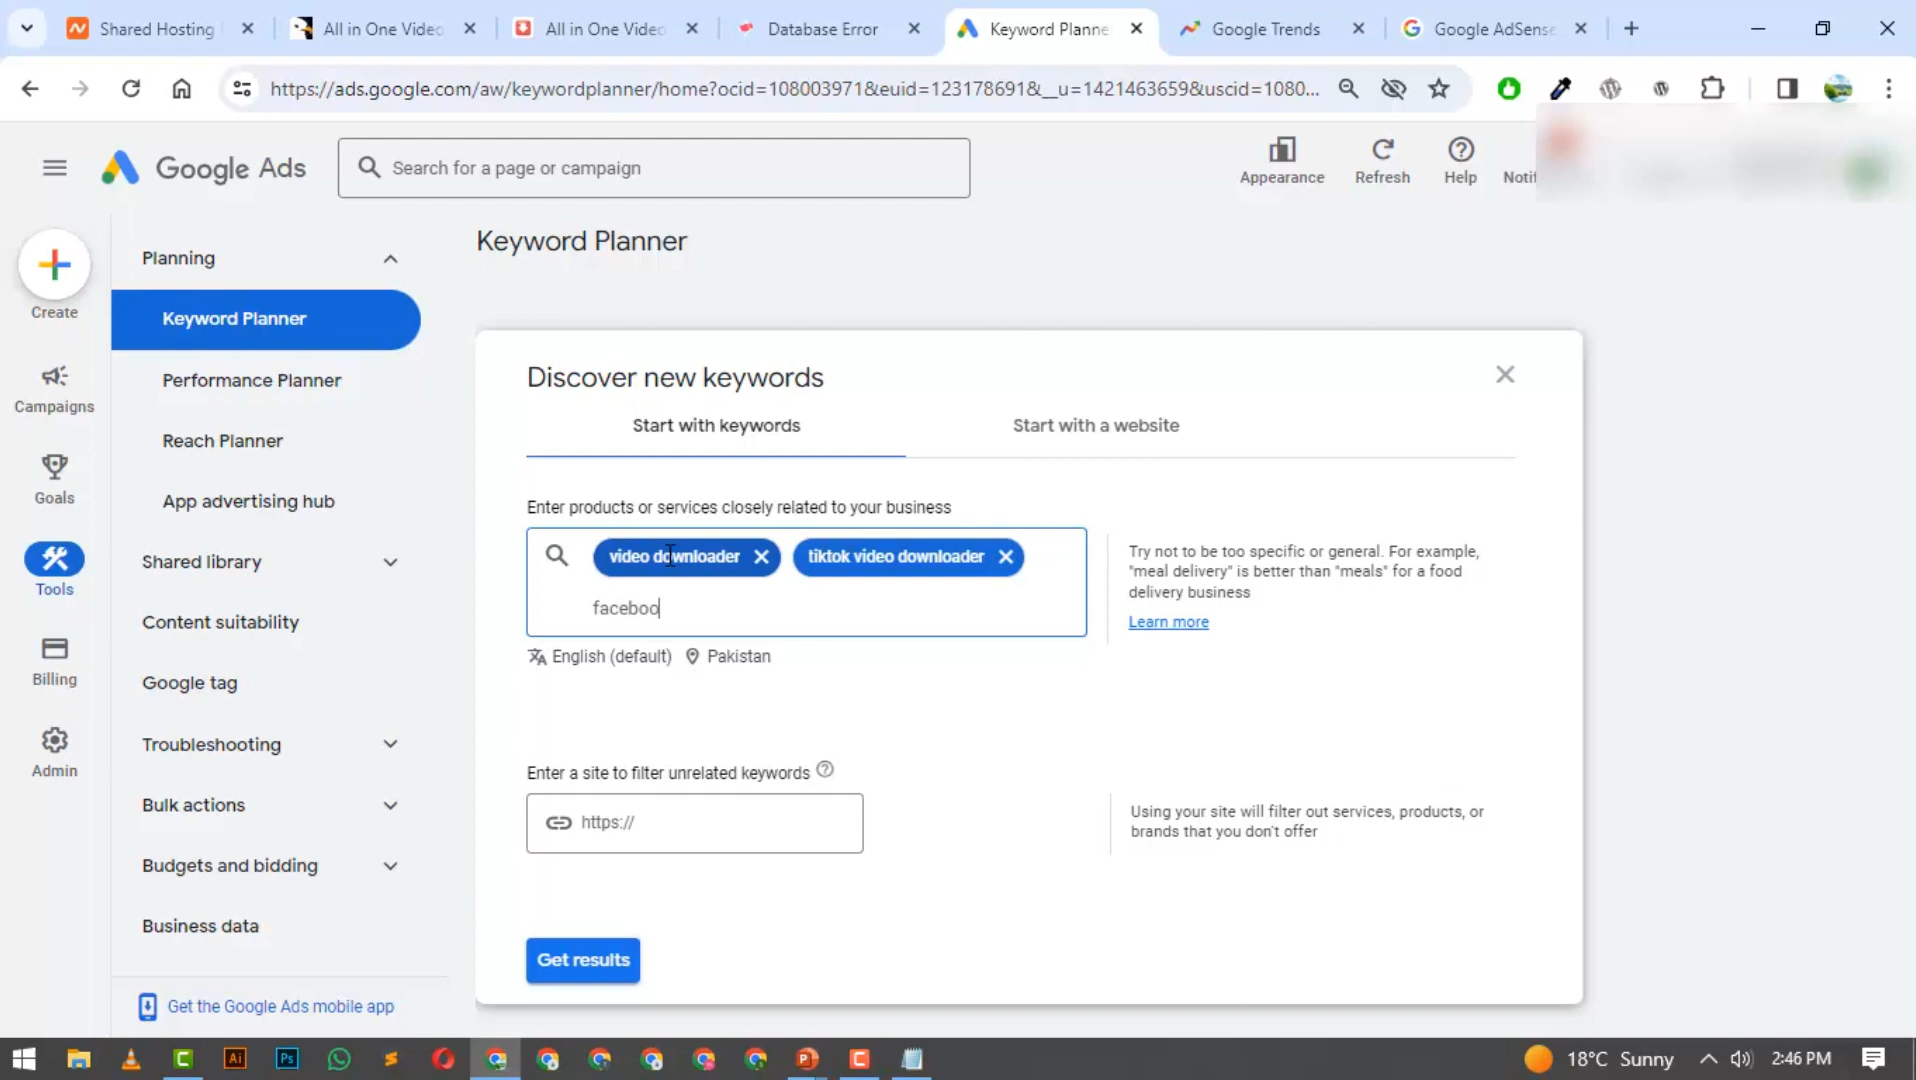 Shared Hosting
All in One Video
All in One Video
Database Error
Keyword Planne
Google Trends
Google AdSense
https://ads.google.com/aw/keywordplanner/home?ocid=108003971&euid=123178691&__u=1421463659&uscid=1080...
Google Ads
Search for a page or campaign
Appearance
Refresh
Help
Notif
Create
Campaigns
Goals
Tools
Billing
Admin
Planning
Keyword Planner
Performance Planner
Reach Planner
App advertising hub
Shared library
Content suitability
Google tag
Troubleshooting
Bulk actions
Budgets and bidding
Business data
Get the Google Ads mobile app
Keyword Planner
Discover new keywords
Start with keywords
Start with a website
Enter products or services closely related to your business
video downloader
tiktok video downloader
faceboo
Try not to be too specific or general. For example,
"meal delivery" is better than "meals" for a food
delivery business
Learn more
English (default)
Pakistan
Enter a site to filter unrelated keywords
https://
Using your site will filter out services, products, or
brands that you don't offer
Get results
Ai
Ps
18°C Sunny
2:46 PM